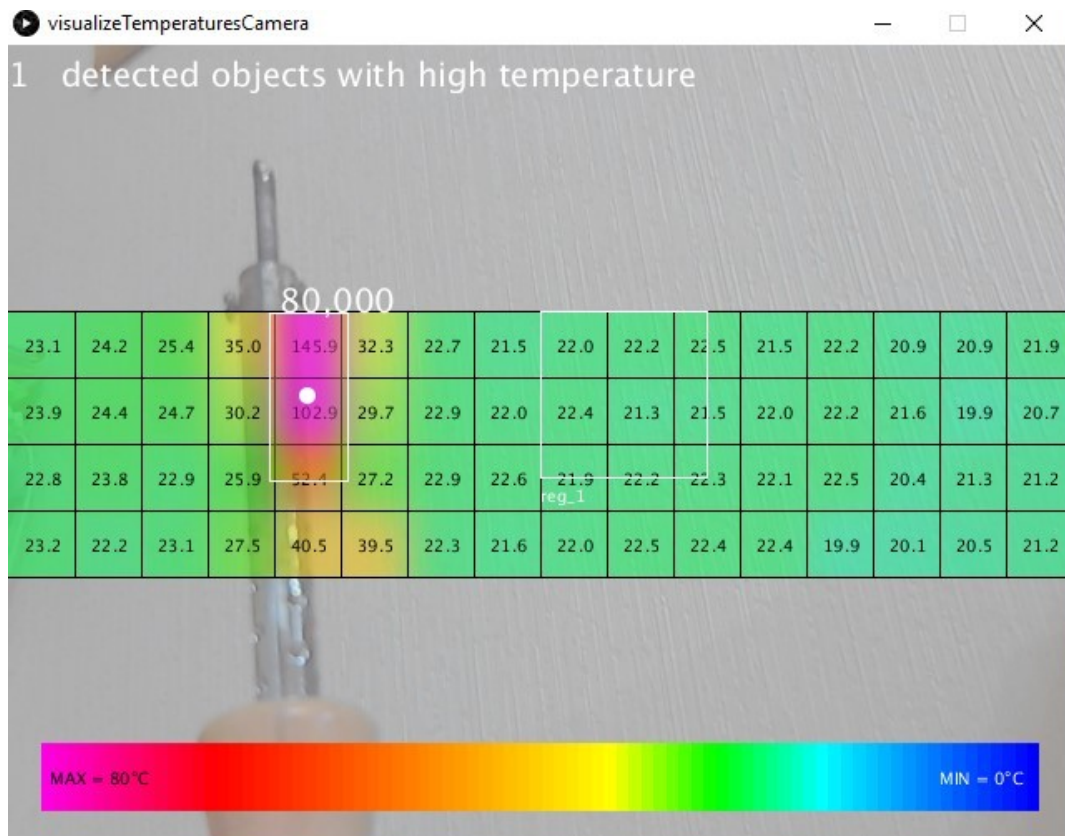 visualizeTemperaturesCamera
1 detected objects with high temperature
80,000
23.1 24.2 25.4 35.0 145.9 32.3 22.7 21.5 22.0 22.2 22.5 21.5 22.2 20.9 20.9 21.9
23.9 24.4 24.7 30.2 102.9 29.7 22.9 22.0 22.4 21.3 21.5 22.0 22.2 21.6 19.9 20.7
22.8 23.8 22.9 25.9 52.4 27.2 22.9 22.6 21.9 22.2 22.3 22.1 22.5 20.4 21.3 21.2
reg_1
23.2 22.2 23.1 27.5 40.5 39.5 22.3 21.6 22.0 22.5 22.4 22.4 19.9 20.1 20.5 21.2
MAX = 80°C MIN = 0°C